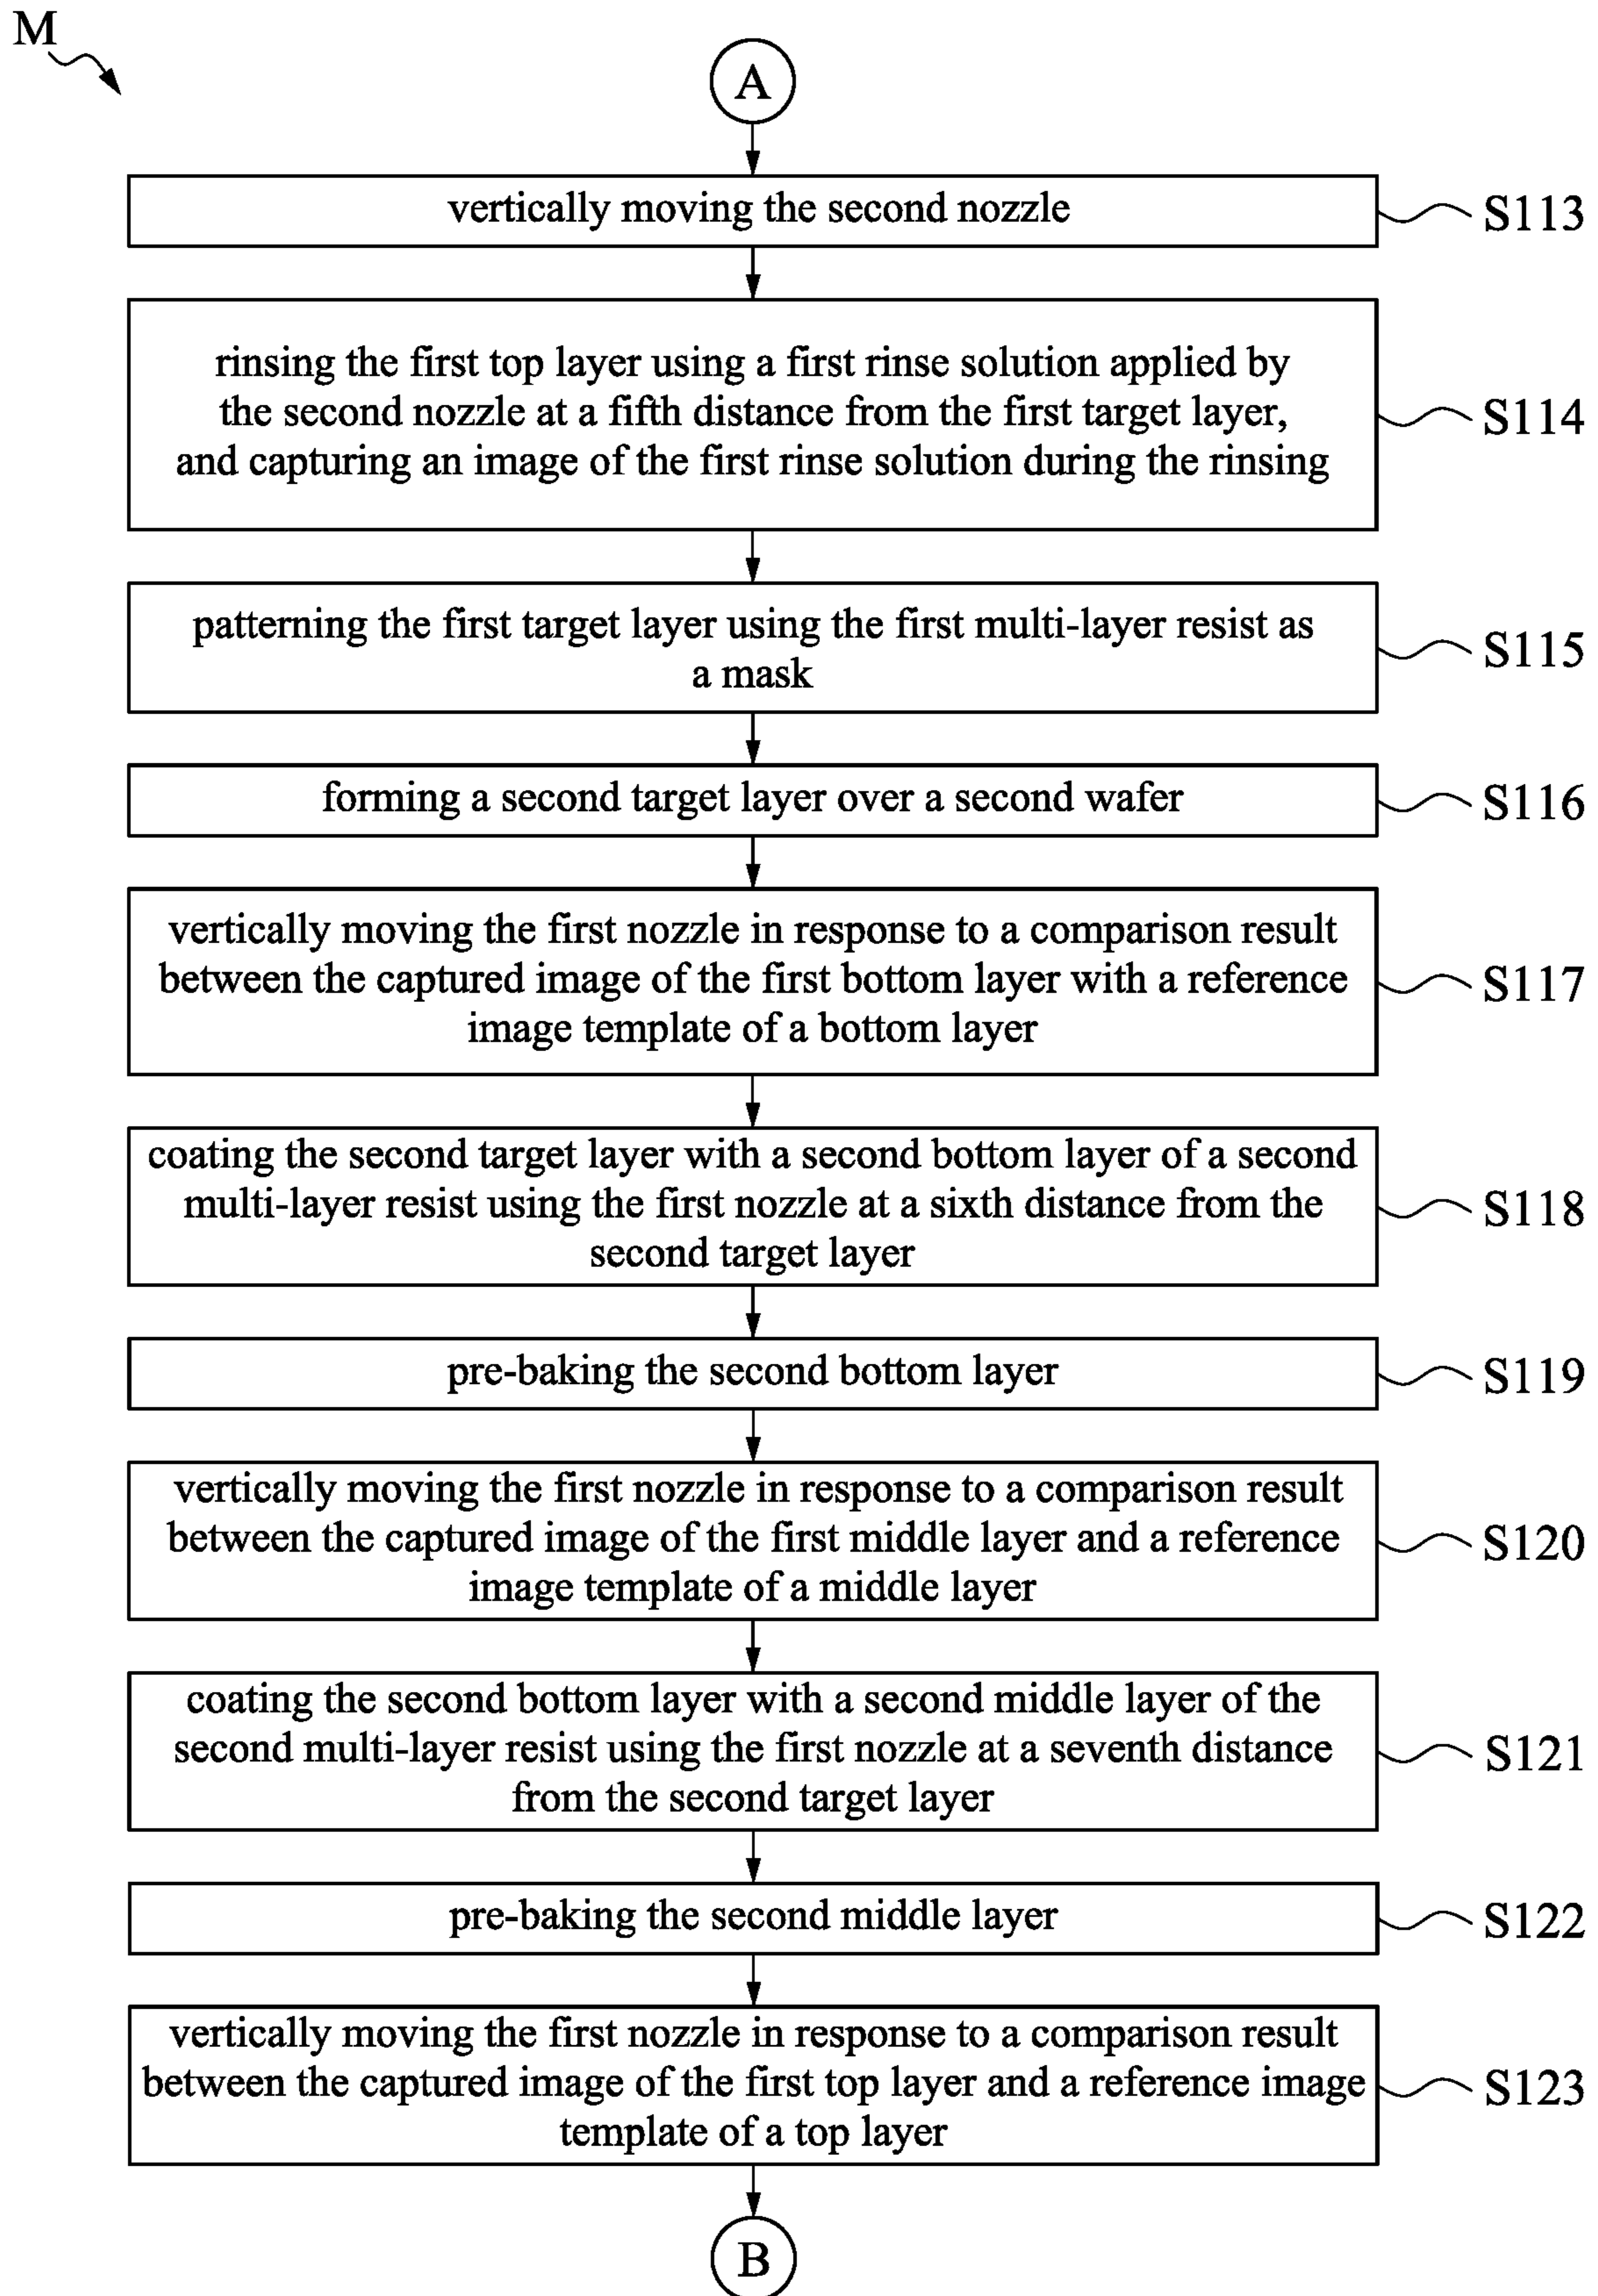 M
A
vertically moving the second nozzle
S113
rinsing the first top layer using a first rinse solution applied by
the second nozzle at a fifth distance from the first target layer,
and capturing an image of the first rinse solution during the rinsing
S114
patterning the first target layer using the first multi-layer resist as
a mask
S115
forming a second target layer over a second wafer
S116
vertically moving the first nozzle in response to a comparison result
between the captured image of the first bottom layer with a reference
image template of a bottom layer
S117
coating the second target layer with a second bottom layer of a second
multi-layer resist using the first nozzle at a sixth distance from the
second target layer
S118
pre-baking the second bottom layer
S119
vertically moving the first nozzle in response to a comparison result
between the captured image of the first middle layer and a reference
image template of a middle layer
S120
coating the second bottom layer with a second middle layer of the
second multi-layer resist using the first nozzle at a seventh distance
from the second target layer
S121
pre-baking the second middle layer
S122
vertically moving the first nozzle in response to a comparison result
between the captured image of the first top layer and a reference image
template of a top layer
S123
B